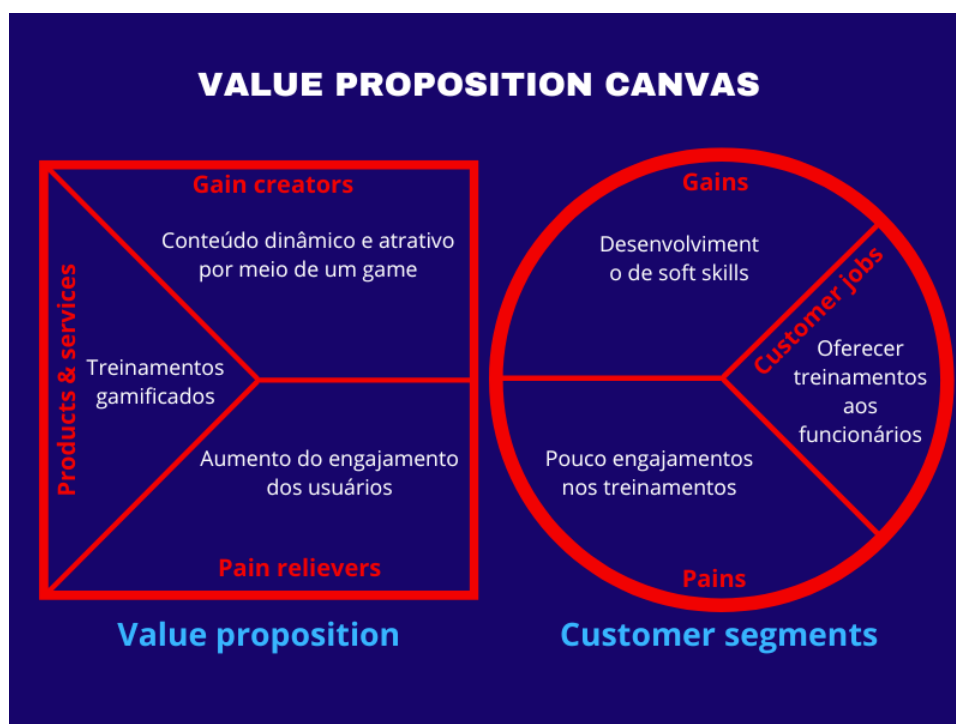 VALUE PROPOSITION CANVAS
Gain creators
Conteúdo dinâmico e atrativo
por meio de um game
Products & services
Treinamentos
gamificados
Aumento do engajamento
dos usuários
Pain relievers
Value proposition
Gains
Desenvolviment
o de soft skills
Customer jobs
Oferecer
treinamentos
aos
funcionários
Pouco engajamentos
nos treinamentos
Pains
Customer segments